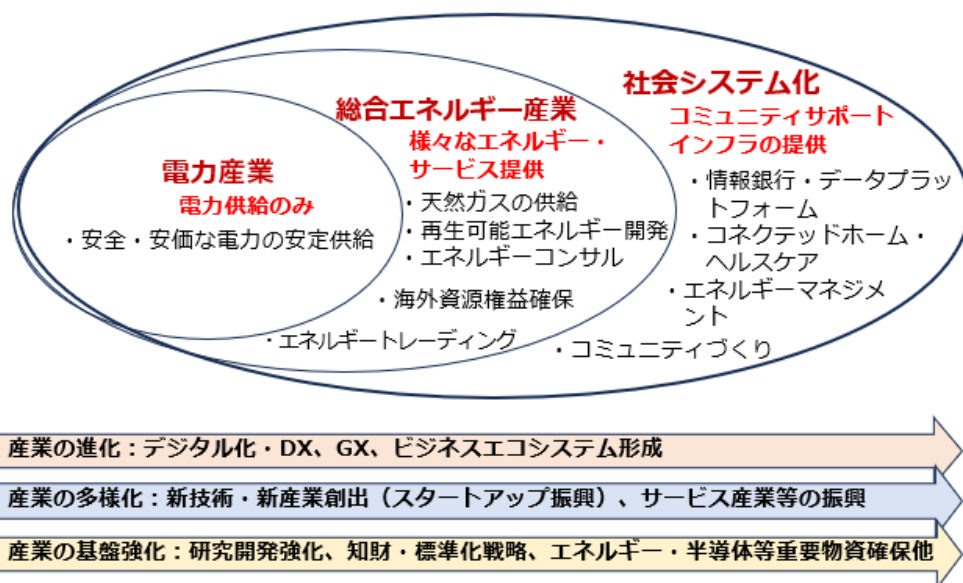 電力産業
電力供給のみ
・安全・安価な電力の安定供給
総合エネルギー産業
様々なエネルギー・
サービス提供
・天然ガスの供給
・再生可能エネルギー開発
・エネルギーコンサル
・海外資源権益確保
・エネルギートレーディング
社会システム化
コミュニティサポート
インフラの提供
・情報銀行・データプラッ
トフォーム
・コネクテッドホーム・
ヘルスケア
・エネルギーマネジメ
ント
・コミュニティづくり
産業の進化：デジタル化・DX、GX、ビジネスエコシステム形成
産業の多様化：新技術・新産業創出（スタートアップ振興）、サービス産業等の振興
産業の基盤強化：研究開発強化、知財・標準化戦略、エネルギー・半導体等重要物資確保他